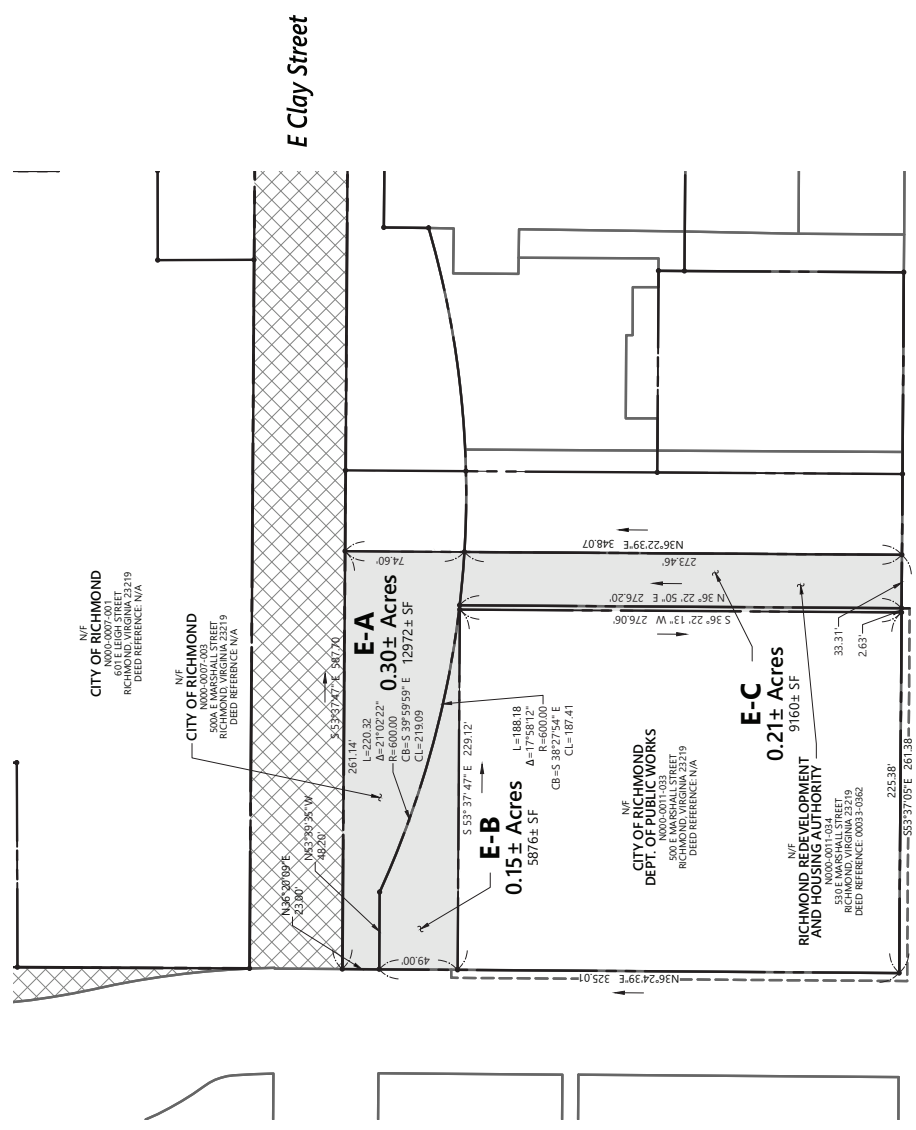 E Clay Street
N/F
CITY OF RICHMOND
N000-0007-001
601 E LEIGH STREET
RICHMOND, VIRGINIA 23219
DEED REFERENCE: N/A
N/F
CITY OF RICHMOND
N000-0007-003
500A E MARSHALL STREET
RICHMOND, VIRGINIA 23219
DEED REFERENCE: N/A
S 53°37'47" E 587.70
261.14'
74.60'
E-A
0.30± Acres
12972± SF
L=220.32
Δ=21°02'22"
R=600.00
CB=S 39°59'59" E
CL=219.09
N36°20'09"E
23.00'
N53°39'35"W
48.20'
49.00'
E-B
0.15± Acres
5876± SF
S 53° 37' 47" E 229.12'
L=188.18
Δ=17°58'12"
R=600.00
CB=S 38°27'54" E
CL=187.41
N36°22'39"E 348.07
273.46'
N 36° 22' 50" E 276.20'
S 36° 22' 13" W 276.06'
N/F
CITY OF RICHMOND
DEPT. OF PUBLIC WORKS
N000-0011-033
500 E MARSHALL STREET
RICHMOND, VIRGINIA 23219
DEED REFERENCE: N/A
E-C
0.21± Acres
9160± SF
N/F
RICHMOND REDEVELOPMENT
AND HOUSING AUTHORITY
N000-0011-034
530 E MARSHALL STREET
RICHMOND, VIRGINIA 23219
DEED REFERENCE: 00033-0362
33.31'
2.63'
225.38'
S53°37'05"E 261.38
N36°24'39"E 325.01